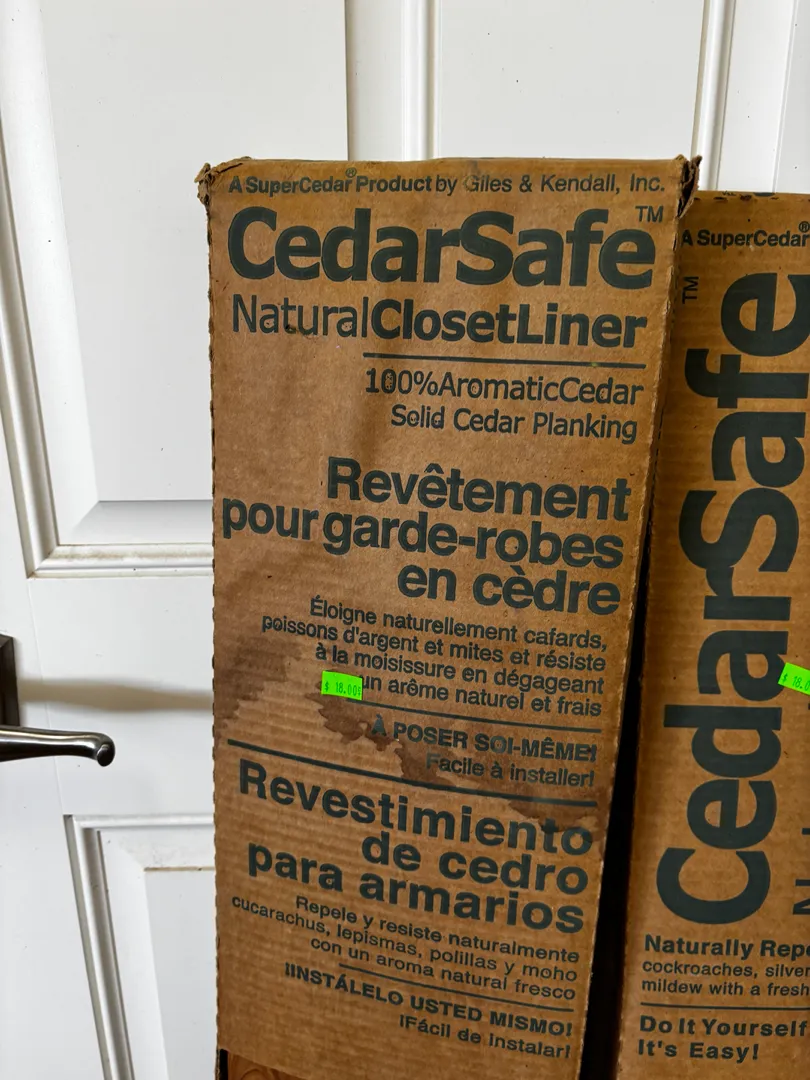 A SuperCedar® Product by Giles & Kendall, Inc.
CedarSafe™
NaturalClosetLiner
100%AromaticCedar
Solid Cedar Planking
Revêtement
pour garde-robes
en cèdre
Éloigne naturellement cafards,
poissons d'argent et mites et résiste
à la moisissure en dégageant
un arôme naturel et frais
$ 18.00
À POSER SOI-MÊME!
Facile à installer!
Revestimiento
de cedro
para armarios
Repele y resiste naturalmente
cucarachus, lepismas, polillas y moho
con un aroma natural fresco
¡INSTÁLELO USTED MISMO!
¡Fácil de Instalar!
A SuperCedar®
CedarSafe™
$ 18.0
Naturally Repe
cockroaches, silver
mildew with a fresh
Do It Yourself
It's Easy!